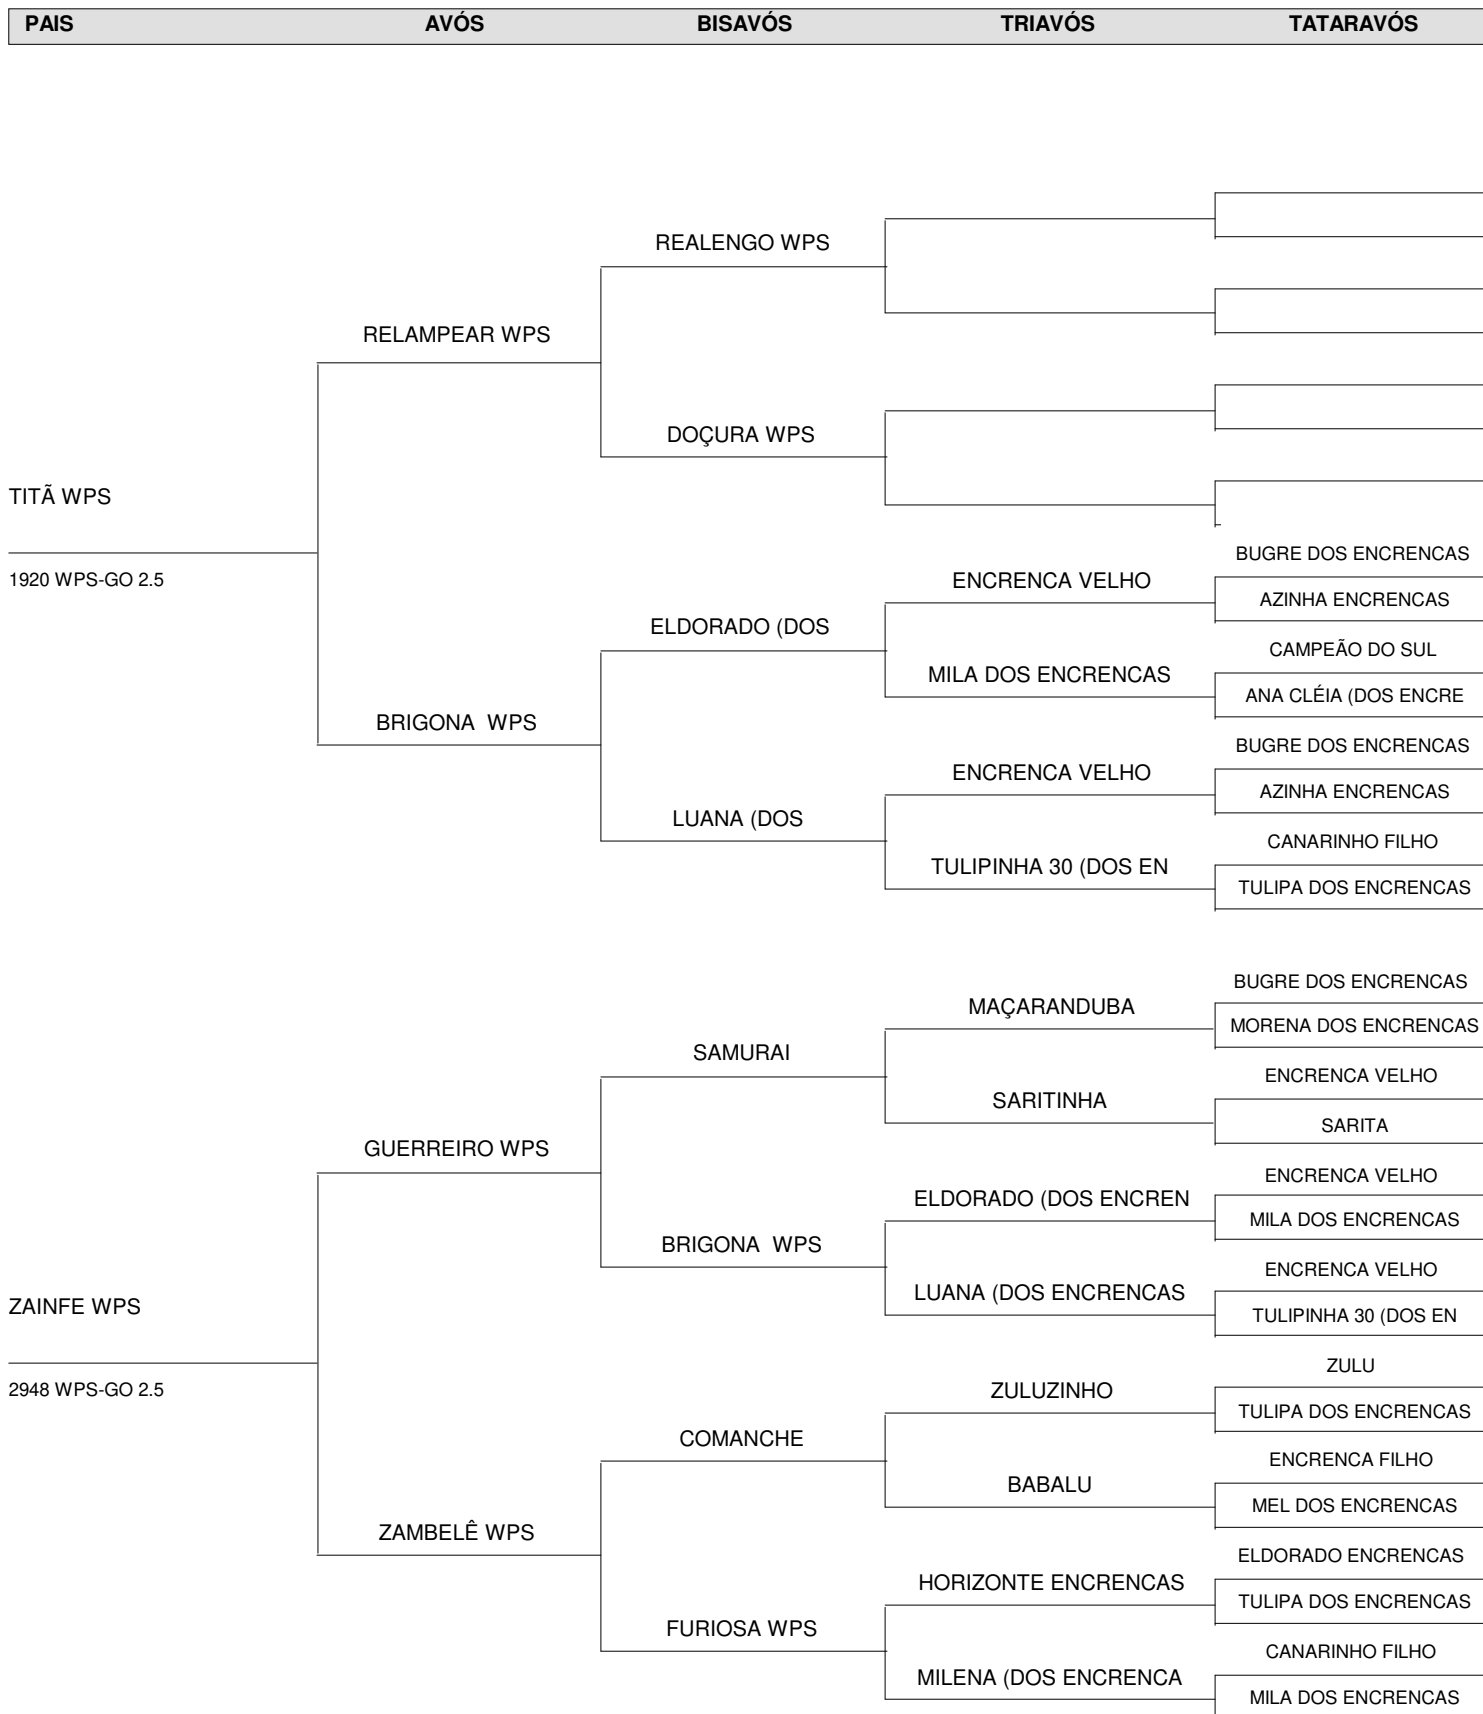 PAIS AVÓS BISAVÓS TRIAVÓS TATARAVÓS
REALENGO WPS
RELAMPEAR WPS
DOÇURA WPS
TITÃ WPS
BUGRE DOS ENCRENCAS
1920 WPS-GO 2.5
ENCRENCA VELHO
AZINHA ENCRENCAS
ELDORADO (DOS
CAMPEÃO DO SUL
MILA DOS ENCRENCAS
ANA CLÉIA (DOS ENCRE
BRIGONA  WPS
BUGRE DOS ENCRENCAS
ENCRENCA VELHO
AZINHA ENCRENCAS
LUANA (DOS
CANARINHO FILHO
TULIPINHA 30 (DOS EN
TULIPA DOS ENCRENCAS
BUGRE DOS ENCRENCAS
MAÇARANDUBA
MORENA DOS ENCRENCAS
SAMURAI
ENCRENCA VELHO
SARITINHA
SARITA
GUERREIRO WPS
ENCRENCA VELHO
ELDORADO (DOS ENCREN
MILA DOS ENCRENCAS
BRIGONA  WPS
ENCRENCA VELHO
LUANA (DOS ENCRENCAS
ZAINFE WPS
TULIPINHA 30 (DOS EN
ZULU
2948 WPS-GO 2.5
ZULUZINHO
TULIPA DOS ENCRENCAS
COMANCHE
ENCRENCA FILHO
BABALU
MEL DOS ENCRENCAS
ZAMBELÊ WPS
ELDORADO ENCRENCAS
HORIZONTE ENCRENCAS
TULIPA DOS ENCRENCAS
FURIOSA WPS
CANARINHO FILHO
MILENA (DOS ENCRENCA
MILA DOS ENCRENCAS